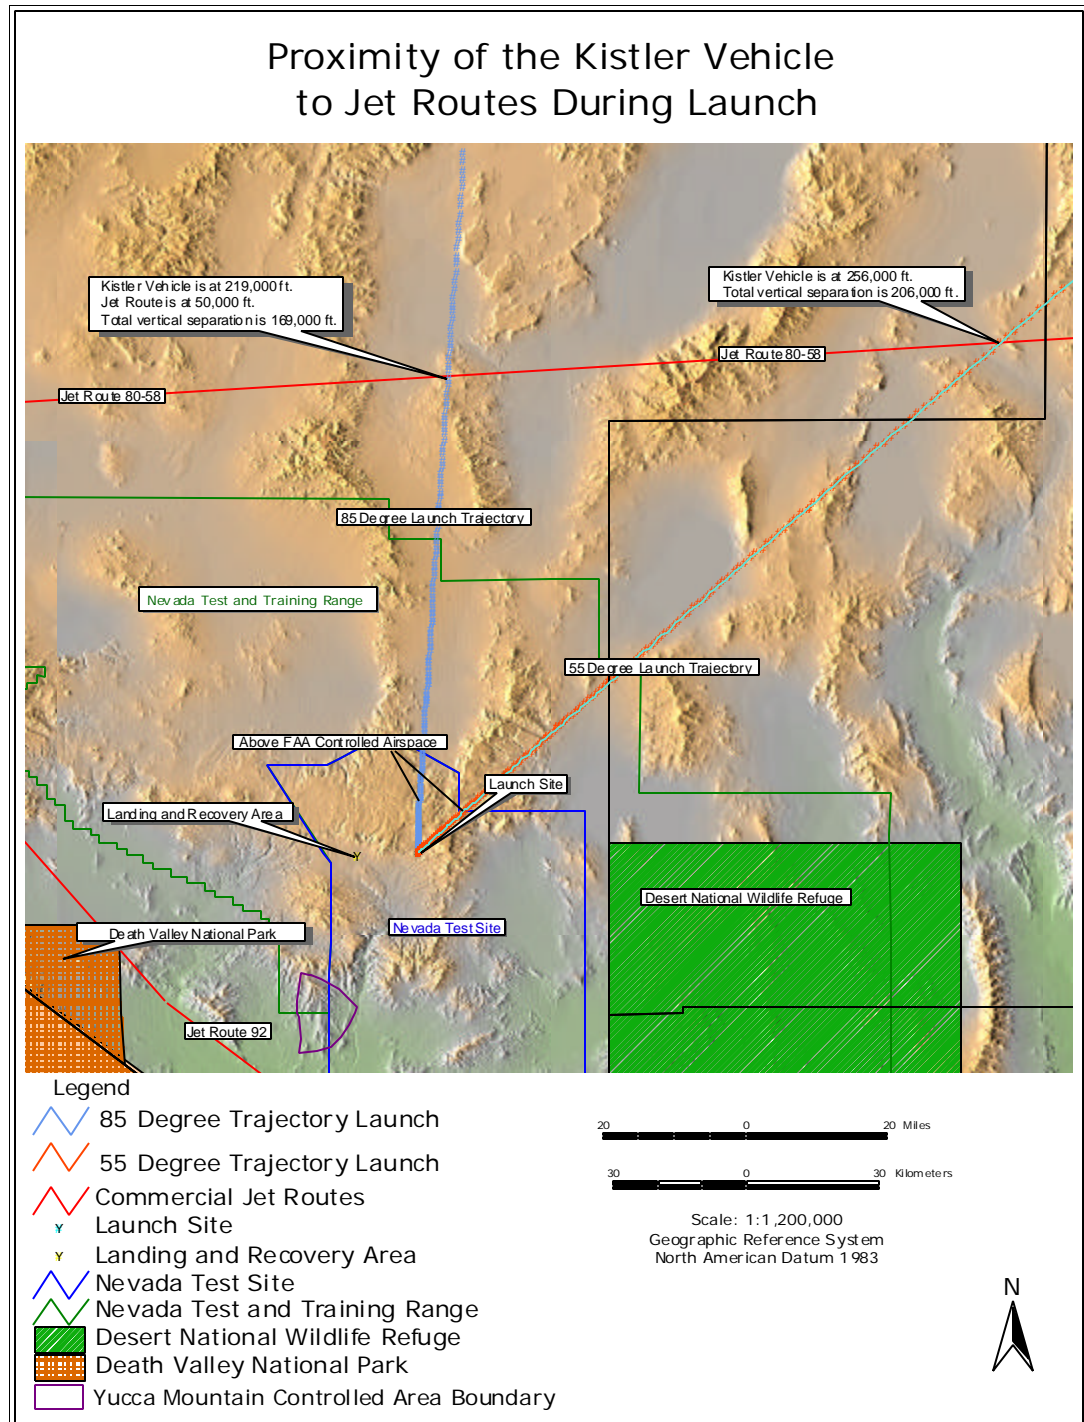 Proximity of the Kistler Vehicle
to Jet Routes During Launch
Kistler Vehicle is at 219,000 ft.
Jet Route is at 50,000 ft.
Total vertical separation is 169,000 ft.
Kistler Vehicle is at 256,000 ft.
Total vertical separation is 206,000 ft.
Jet Route 80-58
Jet Route 80-58
85 Degree Launch Trajectory
Nevada Test and Training Range
55 Degree Launch Trajectory
Above FAA Controlled Airspace
Launch Site
Landing and Recovery Area
Desert National Wildlife Refuge
Nevada Test Site
Death Valley National Park
Jet Route 92
Legend
85 Degree Trajectory Launch
55 Degree Trajectory Launch
Commercial Jet Routes
Launch Site
Landing and Recovery Area
Nevada Test Site
Nevada Test and Training Range
Desert National Wildlife Refuge
Death Valley National Park
Yucca Mountain Controlled Area Boundary
20 0 20 Miles
30 0 30 Kilometers
Scale: 1:1,200,000
Geographic Reference System
North American Datum 1983
N